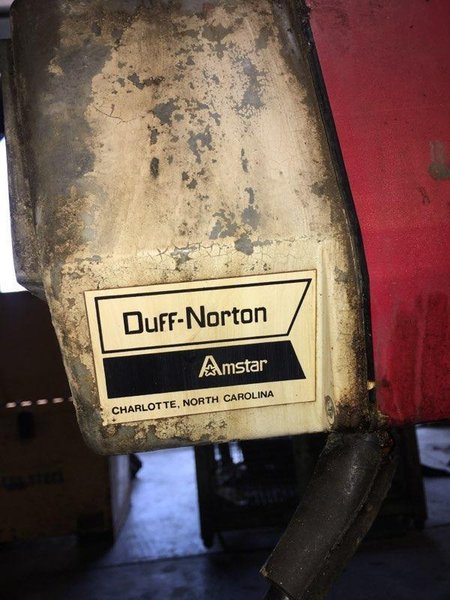 Duff-Norton
Amstar
CHARLOTTE, NORTH CAROLINA